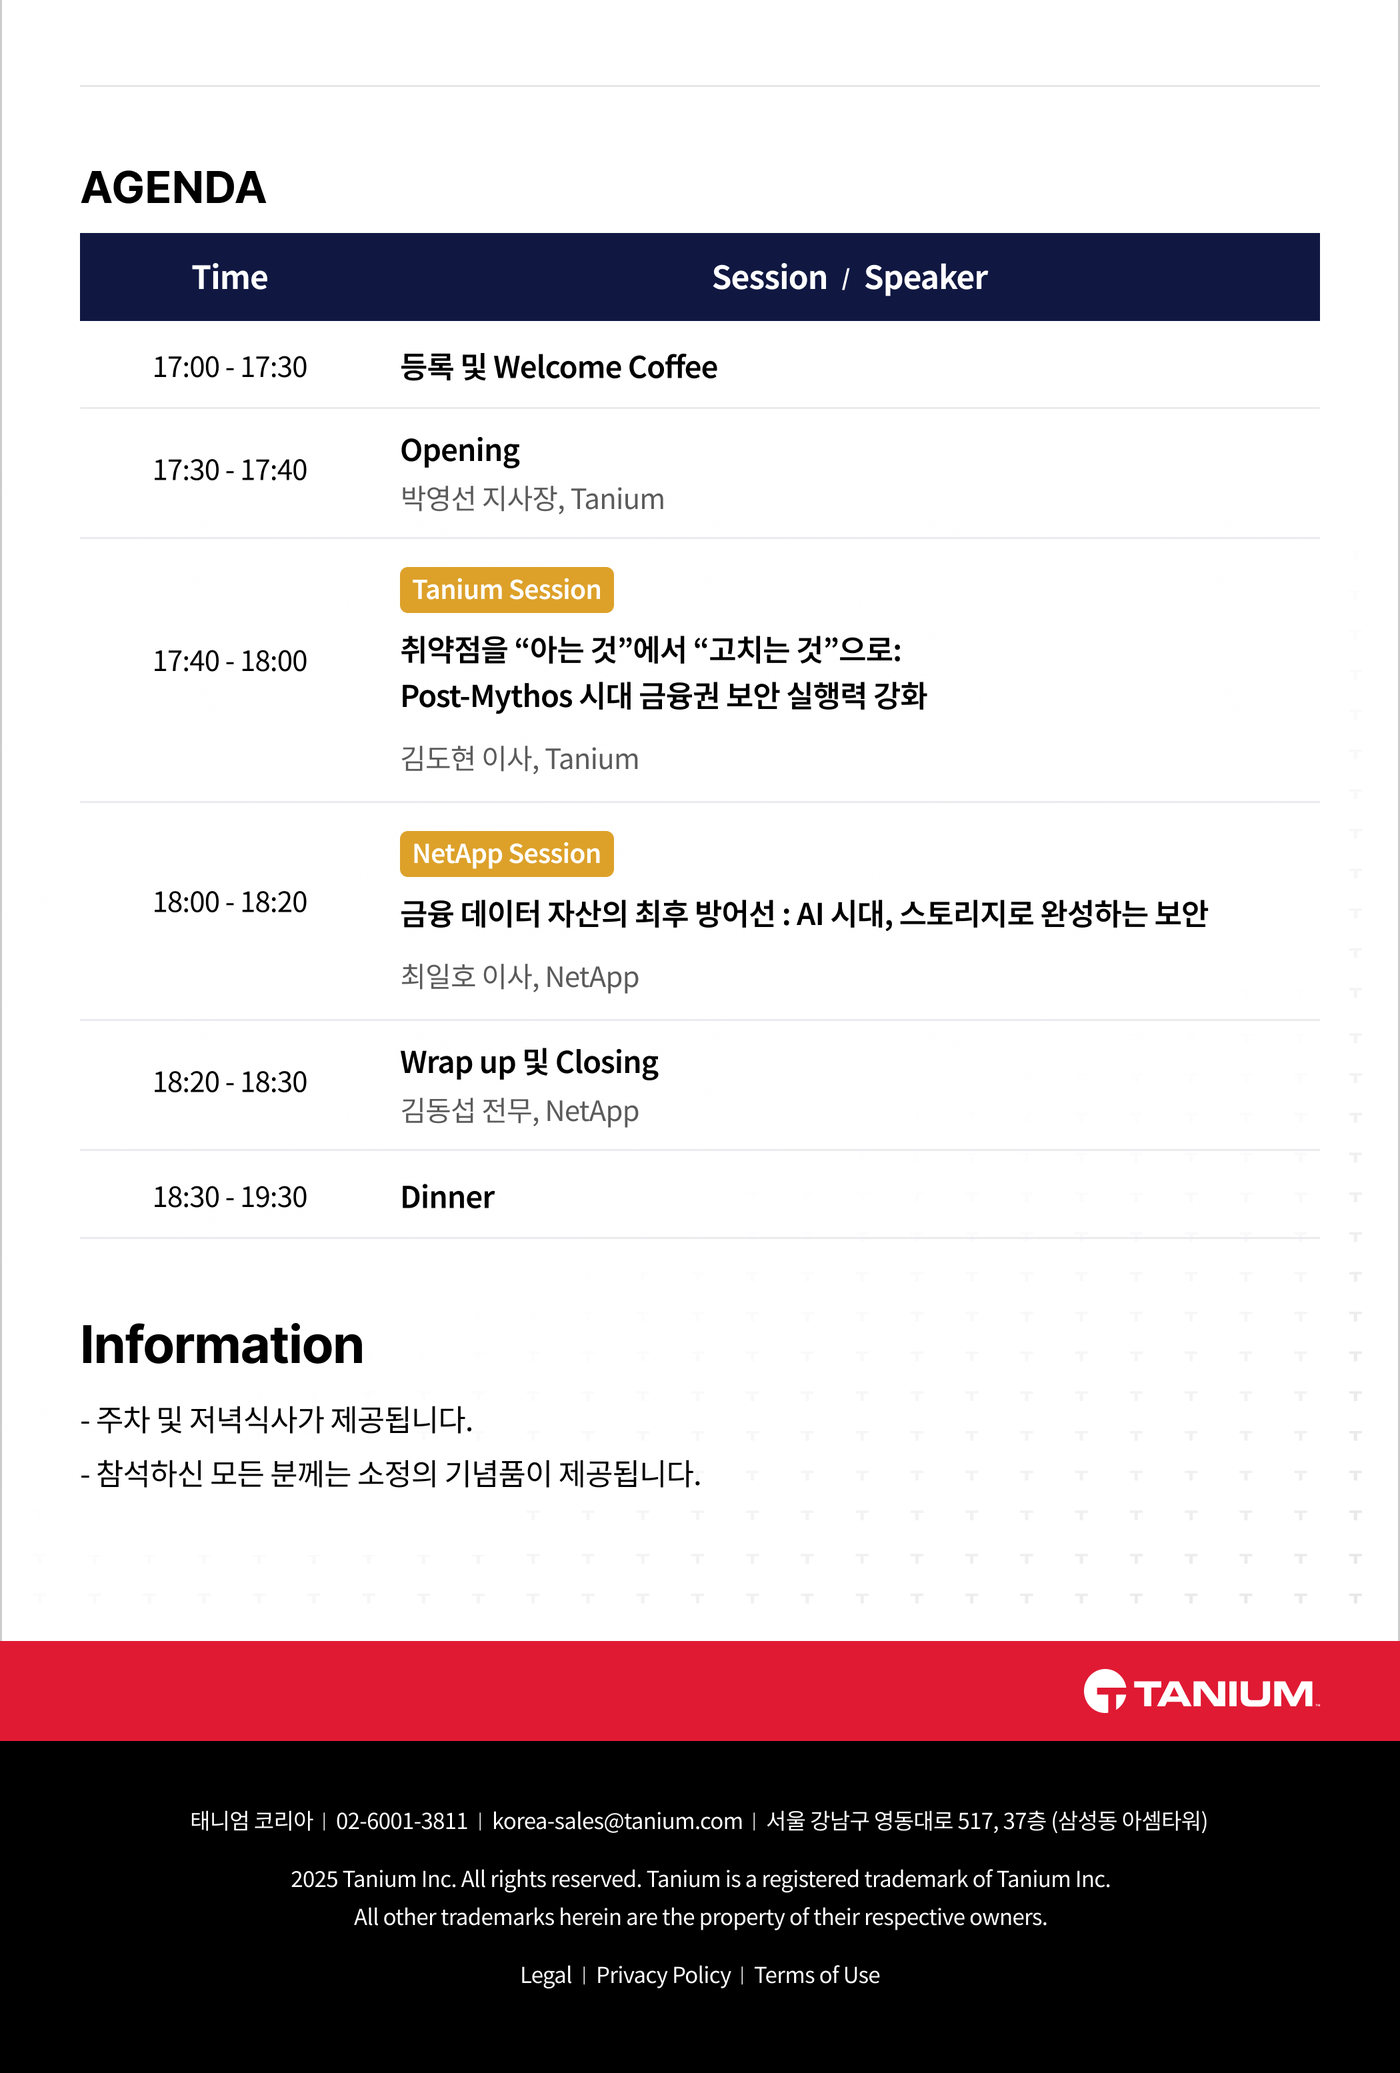 AGENDA
Time
Session / Speaker
17:00 - 17:30
등록 및 Welcome Coffee
17:30 - 17:40
Opening
박영선 지사장, Tanium
17:40 - 18:00
Tanium Session
취약점을 “아는 것”에서 “고치는 것”으로:
Post-Mythos 시대 금융권 보안 실행력 강화
김도현 이사, Tanium
18:00 - 18:20
NetApp Session
금융 데이터 자산의 최후 방어선 : AI 시대, 스토리지로 완성하는 보안
최일호 이사, NetApp
18:20 - 18:30
Wrap up 및 Closing
김동섭 전무, NetApp
18:30 - 19:30
Dinner
Information
- 주차 및 저녁식사가 제공됩니다.
- 참석하신 모든 분께는 소정의 기념품이 제공됩니다.
TANIUM
태니엄 코리아 | 02-6001-3811 | korea-sales@tanium.com | 서울 강남구 영동대로 517, 37층 (삼성동 아셈타워)
2025 Tanium Inc. All rights reserved. Tanium is a registered trademark of Tanium Inc.
All other trademarks herein are the property of their respective owners.
Legal | Privacy Policy | Terms of Use